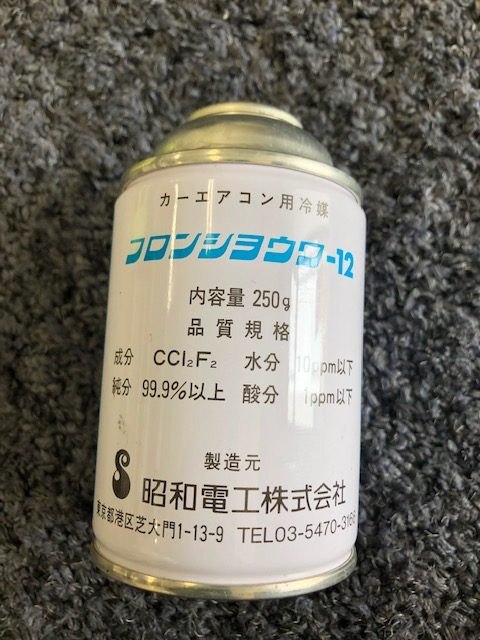 カーエアコン用冷媒
フロンショウワ-12
内容量 250g
品質規格
成分 CCl₂F₂ 水分 10ppm以下
純分 99.9%以上 酸分 1ppm以下
製造元
昭和電工株式会社
東京都港区芝大門1-13-9 TEL03-5470-3166